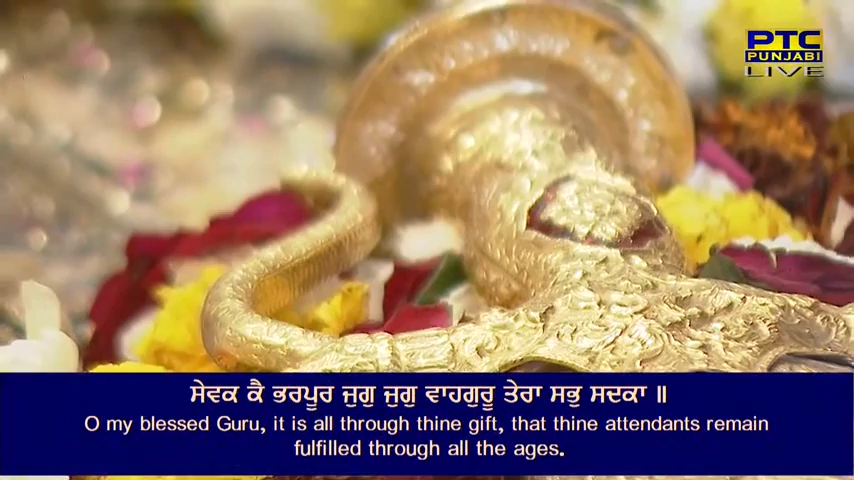 PTC
PUNJABI
LIVE
ਸੇਵਕ ਕੈ ਭਰਪੂਰ ਜੁਗੁ ਜੁਗੁ ਵਾਹਗੁਰੂ ਤੇਰਾ ਸਭੁ ਸਦਕਾ ॥
O my blessed Guru, it is all through thine gift, that thine attendants remain
fulfilled through all the ages.